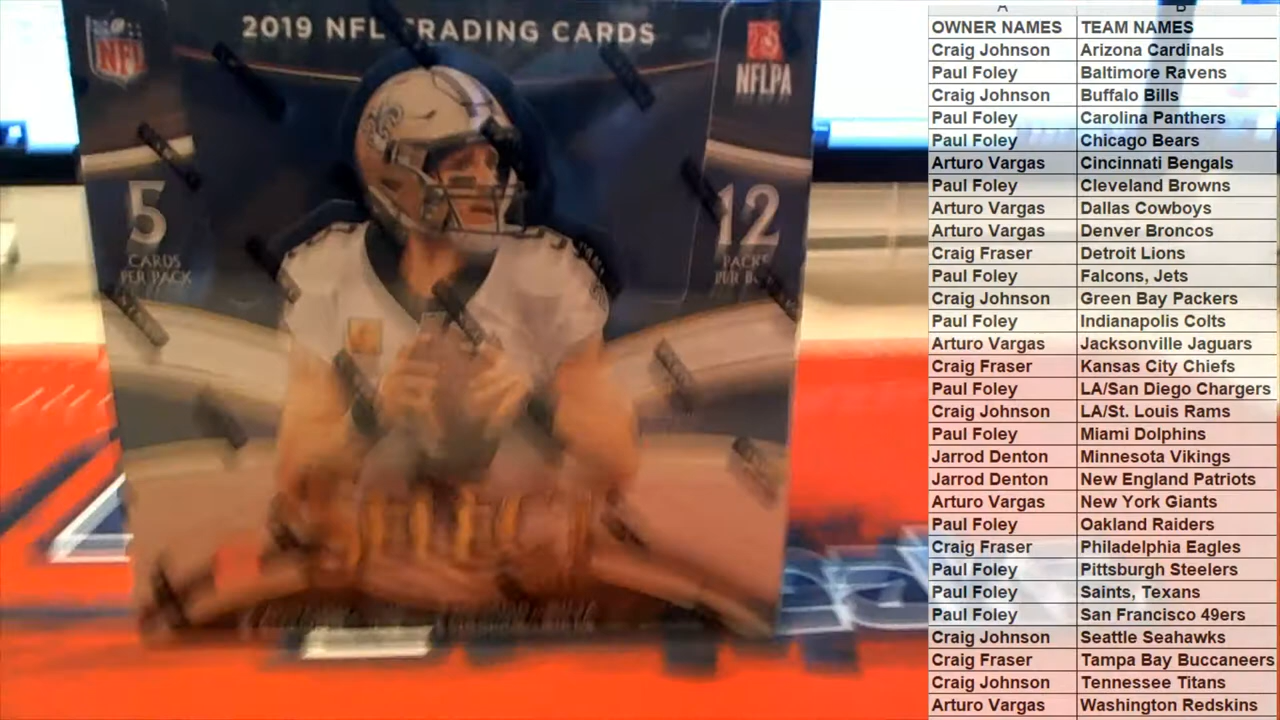 2019 NFL TRADING CARDS
NFL
NFLPA
5
CARDS
PER PACK
12
PACKS
PER BOX
SELECT
A B
OWNER NAMES TEAM NAMES
Craig Johnson Arizona Cardinals
Paul Foley Baltimore Ravens
Craig Johnson Buffalo Bills
Paul Foley Carolina Panthers
Paul Foley Chicago Bears
Arturo Vargas Cincinnati Bengals
Paul Foley Cleveland Browns
Arturo Vargas Dallas Cowboys
Arturo Vargas Denver Broncos
Craig Fraser Detroit Lions
Paul Foley Falcons, Jets
Craig Johnson Green Bay Packers
Paul Foley Indianapolis Colts
Arturo Vargas Jacksonville Jaguars
Craig Fraser Kansas City Chiefs
Paul Foley LA/San Diego Chargers
Craig Johnson LA/St. Louis Rams
Paul Foley Miami Dolphins
Jarrod Denton Minnesota Vikings
Jarrod Denton New England Patriots
Arturo Vargas New York Giants
Paul Foley Oakland Raiders
Craig Fraser Philadelphia Eagles
Paul Foley Pittsburgh Steelers
Paul Foley Saints, Texans
Paul Foley San Francisco 49ers
Craig Johnson Seattle Seahawks
Craig Fraser Tampa Bay Buccaneers
Craig Johnson Tennessee Titans
Arturo Vargas Washington Redskins